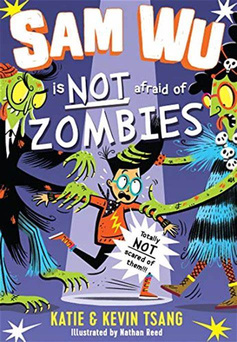 SAM WU
is NOT afraid of
ZOMBIES
Totally
NOT
scared of
them!!!
KATIE & KEVIN TSANG
Illustrated by Nathan Reed